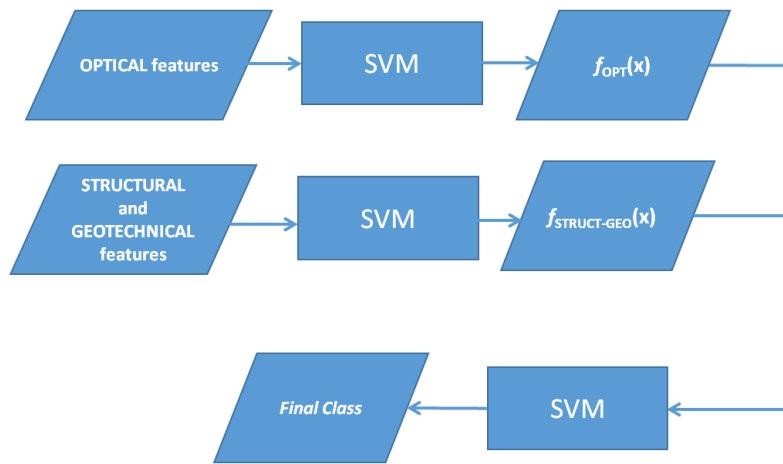 OPTICAL features
SVM
fOPT(x)
STRUCTURAL
and
GEOTECHNICAL
features
SVM
fSTRUCT-GEO(x)
Final Class
SVM